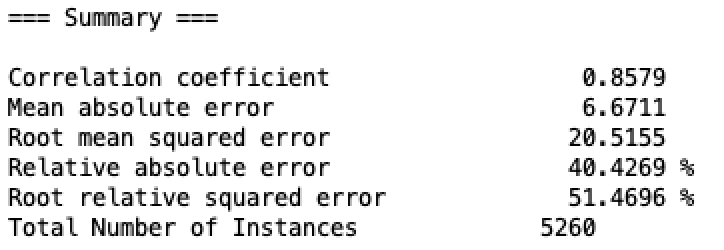 === Summary ===
Correlation coefficient 0.8579
Mean absolute error 6.6711
Root mean squared error 20.5155
Relative absolute error 40.4269 %
Root relative squared error 51.4696 %
Total Number of Instances 5260